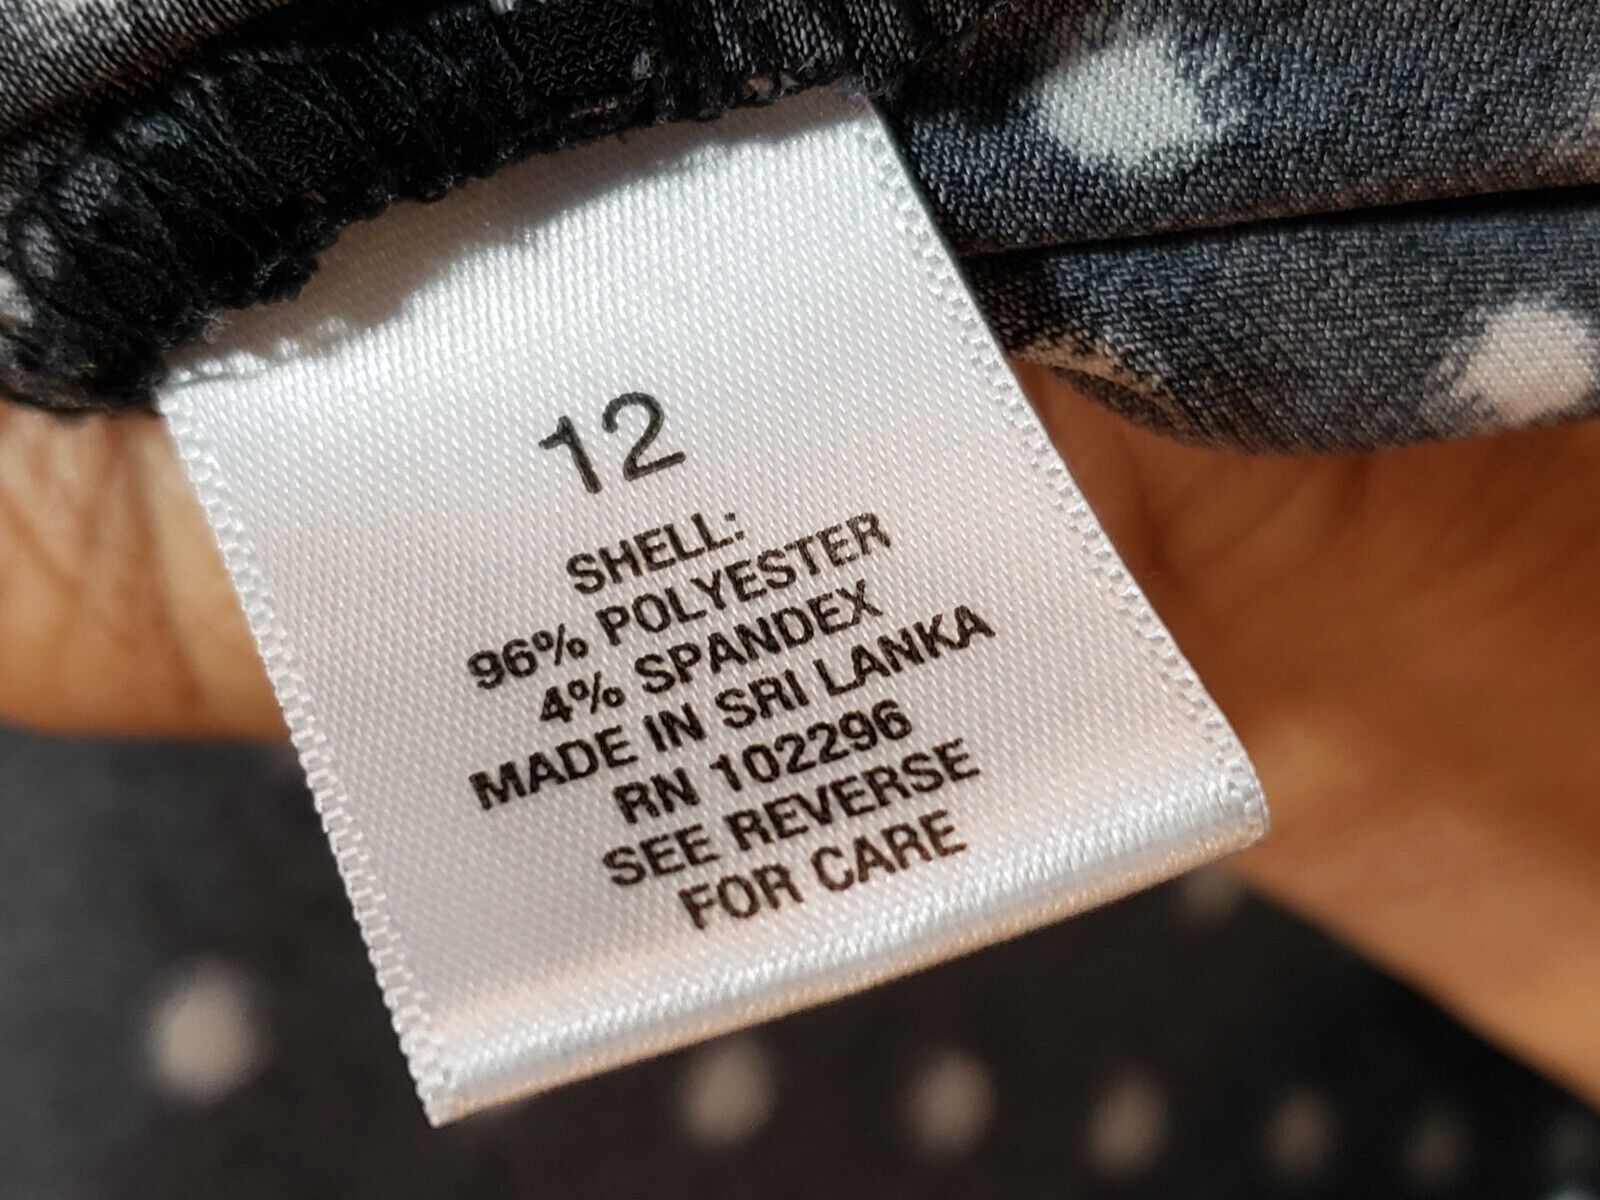 12
SHELL:
96% POLYESTER
4% SPANDEX
MADE IN SRI LANKA
RN 102296
SEE REVERSE
FOR CARE